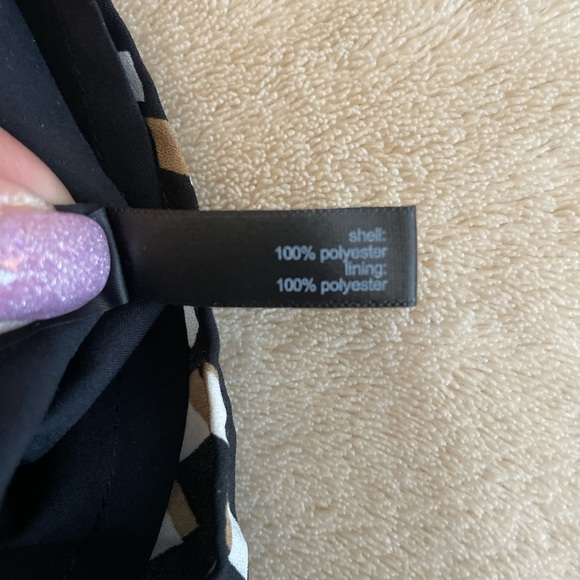 shell:
100% polyester
lining:
100% polyester